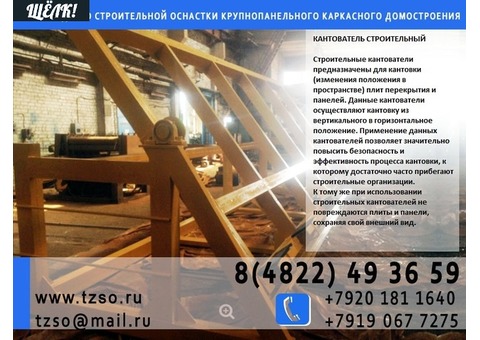 ЩЁЛК!
О СТРОИТЕЛЬНОЙ ОСНАСТКИ КРУПНОПАНЕЛЬНОГО КАРКАСНОГО ДОМОСТРОЕНИЯ
КАНТОВАТЕЛЬ СТРОИТЕЛЬНЫЙ
Строительные кантователи
предназначены для кантовки
(изменения положения в
пространстве) плит перекрытия и
панелей. Данные кантователи
осуществляют кантовку из
вертикального в горизонтальное
положение. Применение данных
кантователей позволяет значительно
повысить безопасность и
эффективность процесса кантовки, к
которому достаточно часто прибегают
строительные организации.
К тому же при использовании
строительных кантователей не
повреждаются плиты и панели,
сохраняя свой внешний вид.
8(4822) 49 36 59
www.tzso.ru
+7920 181 1640
tzso@mail.ru
+7919 067 7275